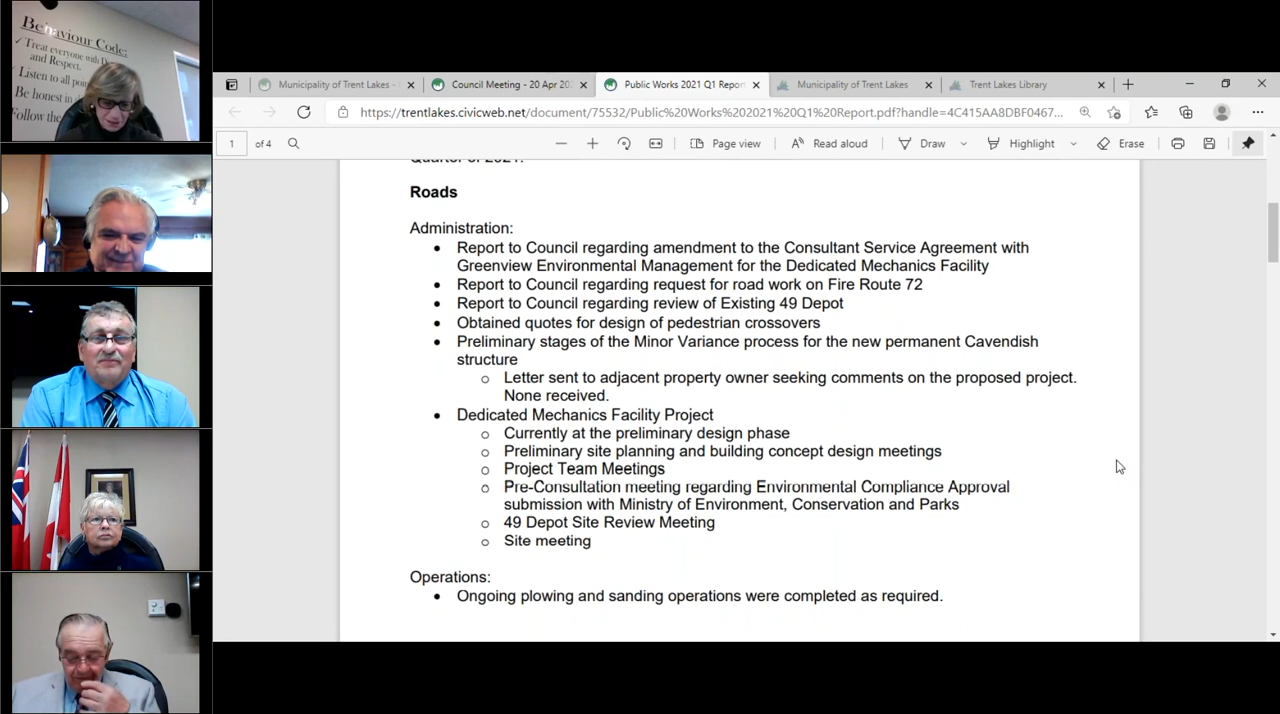 Behaviour Code:
✓ Treat everyone with
and Respect.
Listen to all
Be honest in
Follow the
Municipality of Trent Lakes -
Council Meeting - 20 Apr 202
Public Works 2021 Q1 Report
Municipality of Trent Lakes
Trent Lakes Library
https://trentlakes.civicweb.net/document/75532/Public%20Works%202021%20Q1%20Report.pdf?handle=4C415AA8DBF0467...
1 of 4
Page view
Read aloud
Draw
Highlight
Erase
Quarter of 2021.
Roads
Administration:
• Report to Council regarding amendment to the Consultant Service Agreement with
Greenview Environmental Management for the Dedicated Mechanics Facility
• Report to Council regarding request for road work on Fire Route 72
• Report to Council regarding review of Existing 49 Depot
• Obtained quotes for design of pedestrian crossovers
• Preliminary stages of the Minor Variance process for the new permanent Cavendish
structure
o Letter sent to adjacent property owner seeking comments on the proposed project.
None received.
• Dedicated Mechanics Facility Project
o Currently at the preliminary design phase
o Preliminary site planning and building concept design meetings
o Project Team Meetings
o Pre-Consultation meeting regarding Environmental Compliance Approval
submission with Ministry of Environment, Conservation and Parks
o 49 Depot Site Review Meeting
o Site meeting
Operations:
• Ongoing plowing and sanding operations were completed as required.